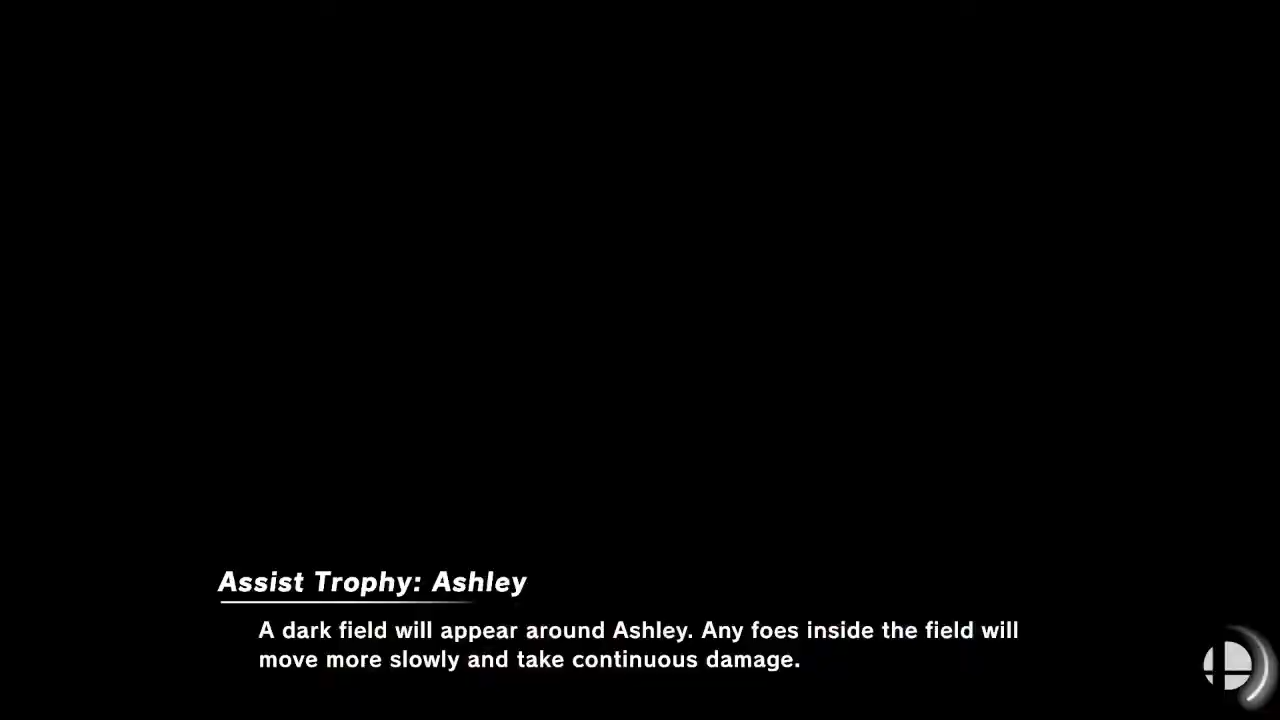 Assist Trophy: Ashley
A dark field will appear around Ashley. Any foes inside the field will
move more slowly and take continuous damage.